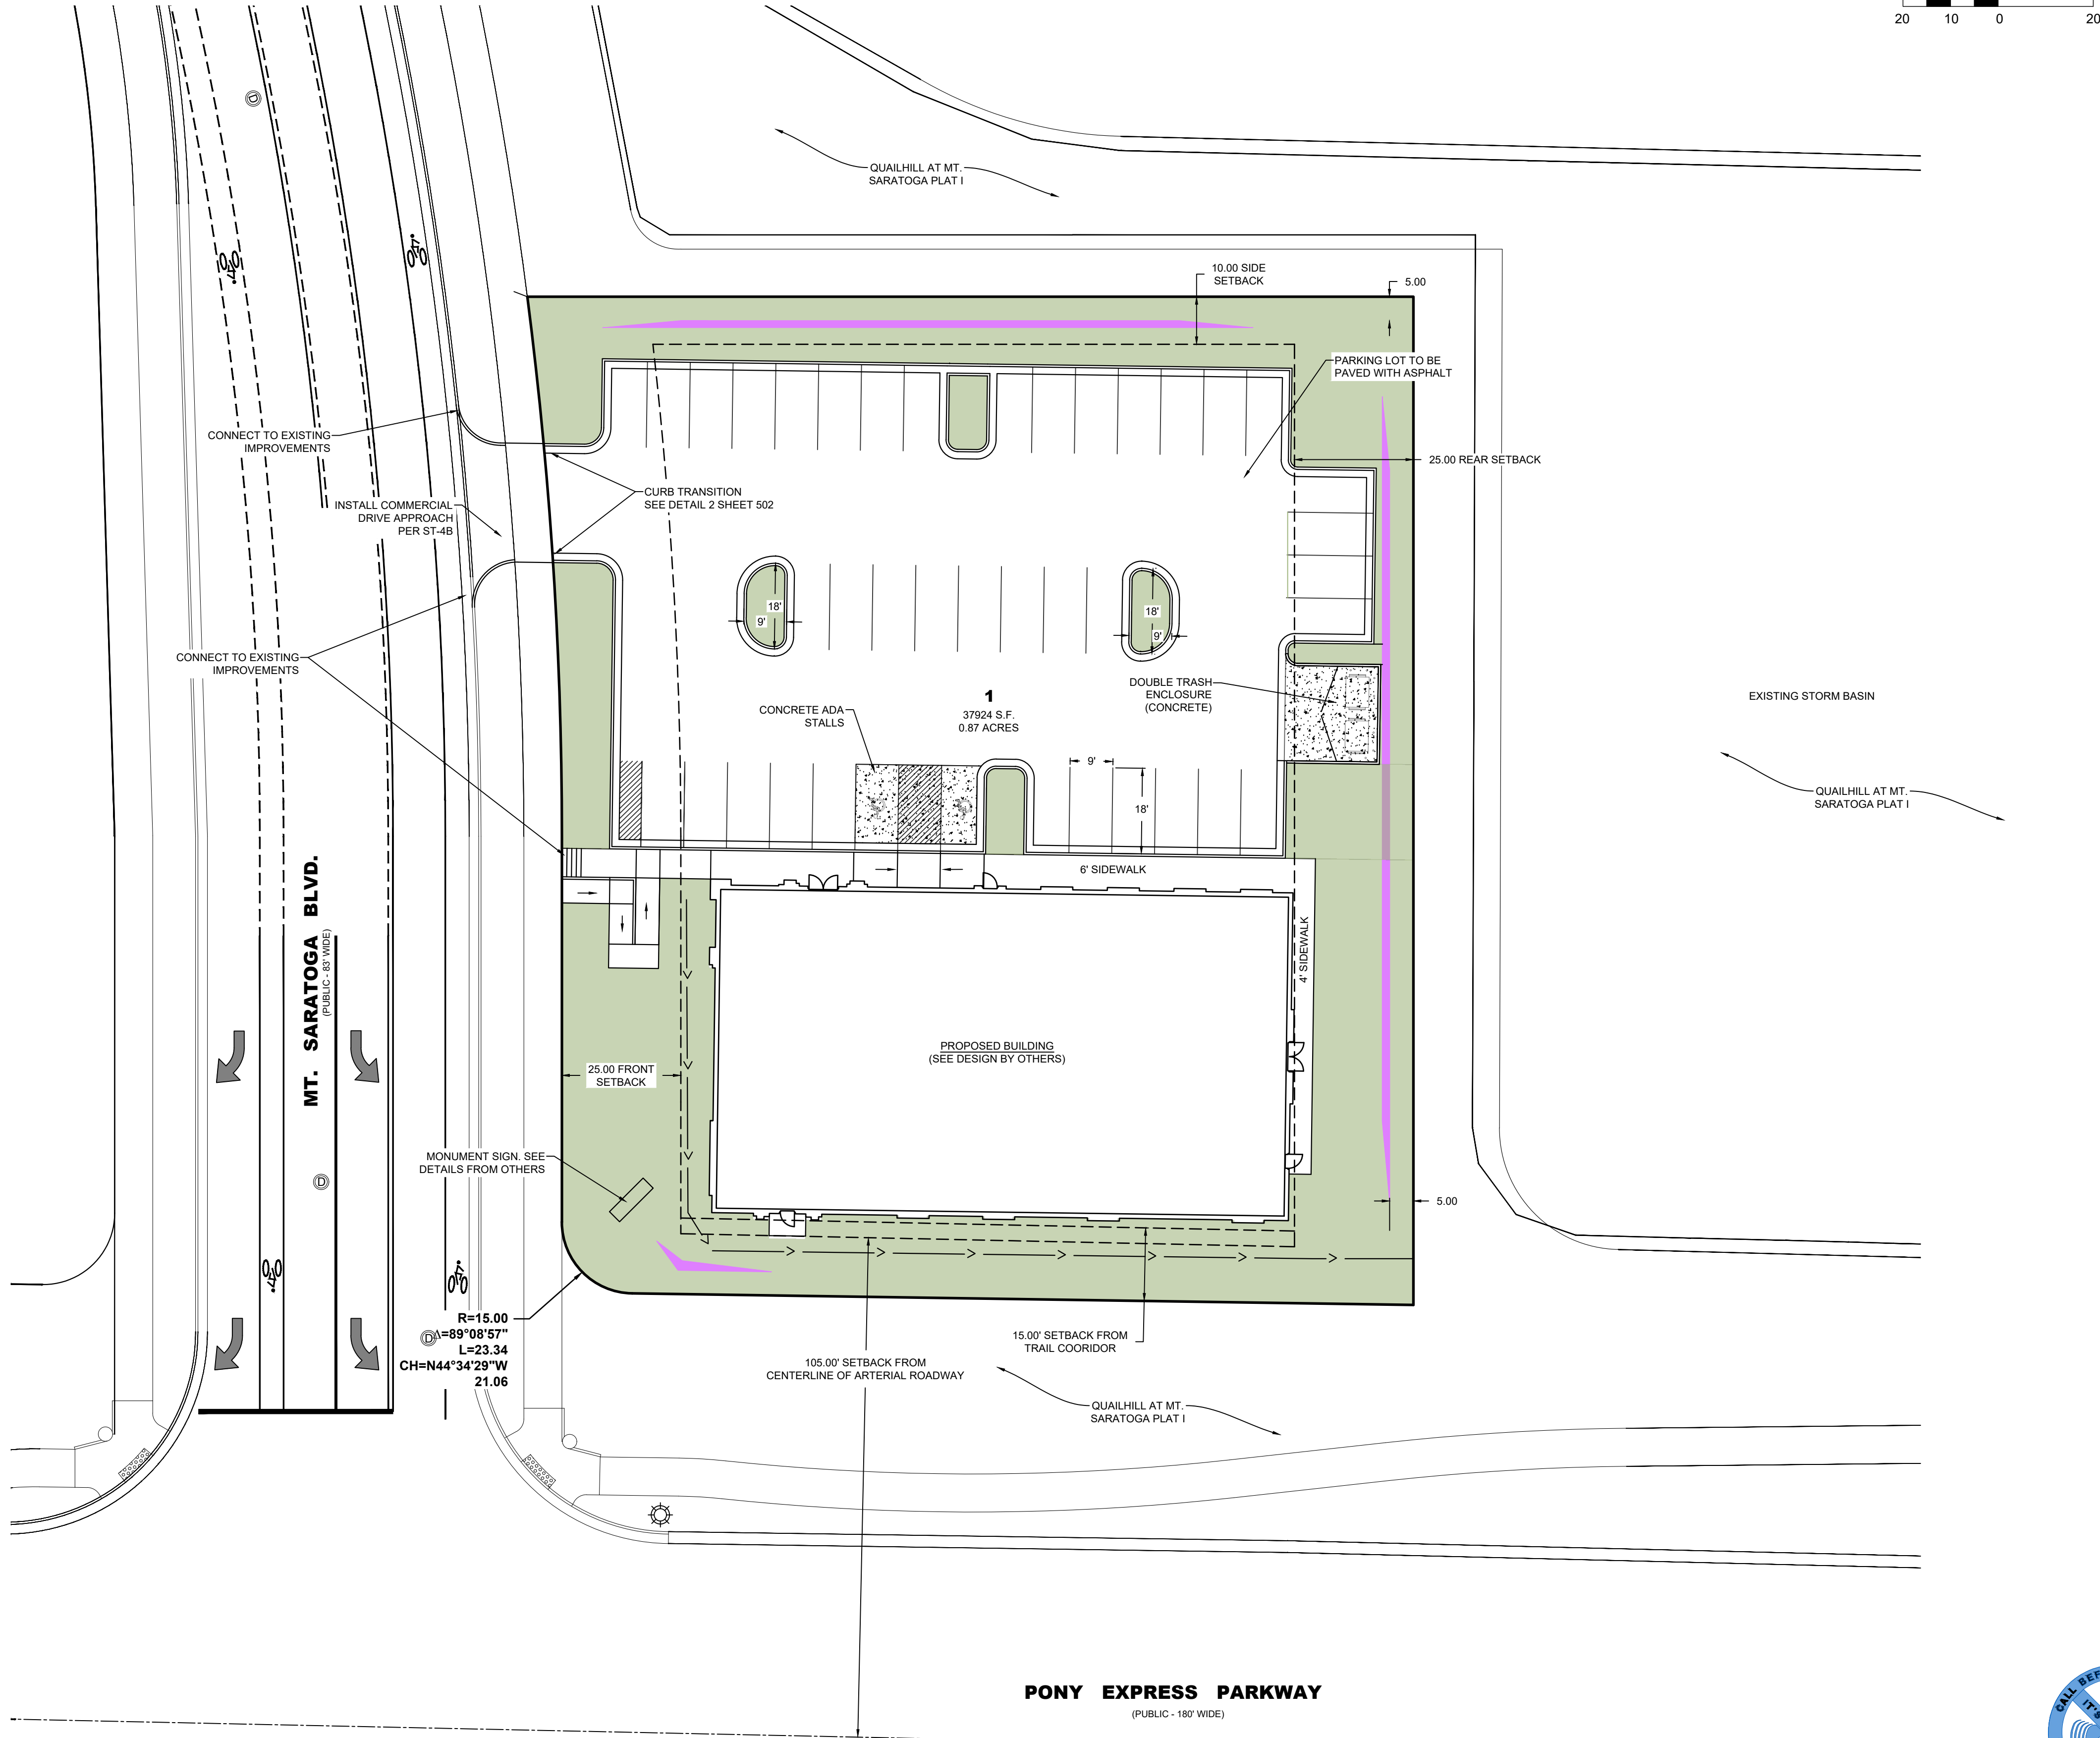 20 10 0 20
D
QUAILHILL AT MT.
SARATOGA PLAT I
10.00 SIDE
SETBACK
5.00
PARKING LOT TO BE
PAVED WITH ASPHALT
CONNECT TO EXISTING
IMPROVEMENTS
25.00 REAR SETBACK
CURB TRANSITION
SEE DETAIL 2 SHEET 502
INSTALL COMMERCIAL
DRIVE APPROACH
PER ST-4B
18'
9'
18'
9'
CONNECT TO EXISTING
IMPROVEMENTS
DOUBLE TRASH
ENCLOSURE
(CONCRETE)
EXISTING STORM BASIN
1
37924 S.F.
0.87 ACRES
CONCRETE ADA
STALLS
9'
18'
QUAILHILL AT MT.
SARATOGA PLAT I
6' SIDEWALK
4' SIDEWALK
MT. SARATOGA BLVD.
(PUBLIC - 83' WIDE)
PROPOSED BUILDING
(SEE DESIGN BY OTHERS)
25.00 FRONT
SETBACK
MONUMENT SIGN. SEE
DETAILS FROM OTHERS
D
5.00
R=15.00
D
Δ=89°08'57"
L=23.34
CH=N44°34'29"W
21.06
15.00' SETBACK FROM
TRAIL COORIDOR
105.00' SETBACK FROM
CENTERLINE OF ARTERIAL ROADWAY
QUAILHILL AT MT.
SARATOGA PLAT I
PONY EXPRESS PARKWAY
(PUBLIC - 180' WIDE)
CALL BEF
IT'S